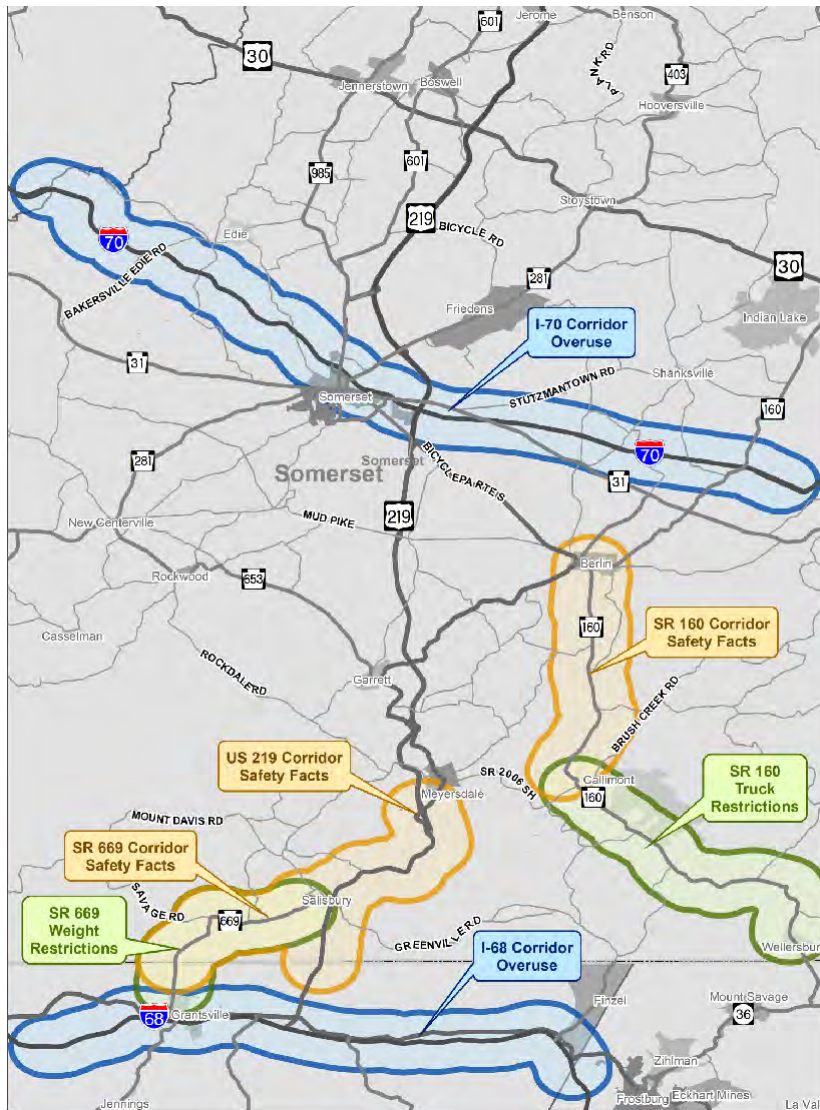 601
Jerome
Benson
30
PLANK RD
403
Jennerstown
Boswell
Hooversville
601
985
Stoystown
219
BICYCLE RD
70
Edie
30
BAKERSVILLE EDIE RD
281
Friedens
Indian Lake
I-70 Corridor
Overuse
31
STUTZMANTOWN RD
Shanksville
Somerset
160
281
Somerset
Somerset
70
31
219
MUD PIKE
New Centerville
Berlin
Rockwood
653
160
SR 160 Corridor
Safety Facts
Casselman
ROCKDALE RD
Garrett
BRUSH CREEK RD
US 219 Corridor
Safety Facts
SR 2006 SH
Callimont
SR 160
Truck
Restrictions
Meyersdale
160
MOUNT DAVIS RD
SR 669 Corridor
Safety Facts
SAVAGE RD
Salisbury
SR 669
Weight
Restrictions
669
GREENVILLE RD
Wellersbur
I-68 Corridor
Overuse
Finzel
68
Grantsville
Mount Savage
36
Zihlman
Jennings
Frostburg
Eckhart Mines
La Val